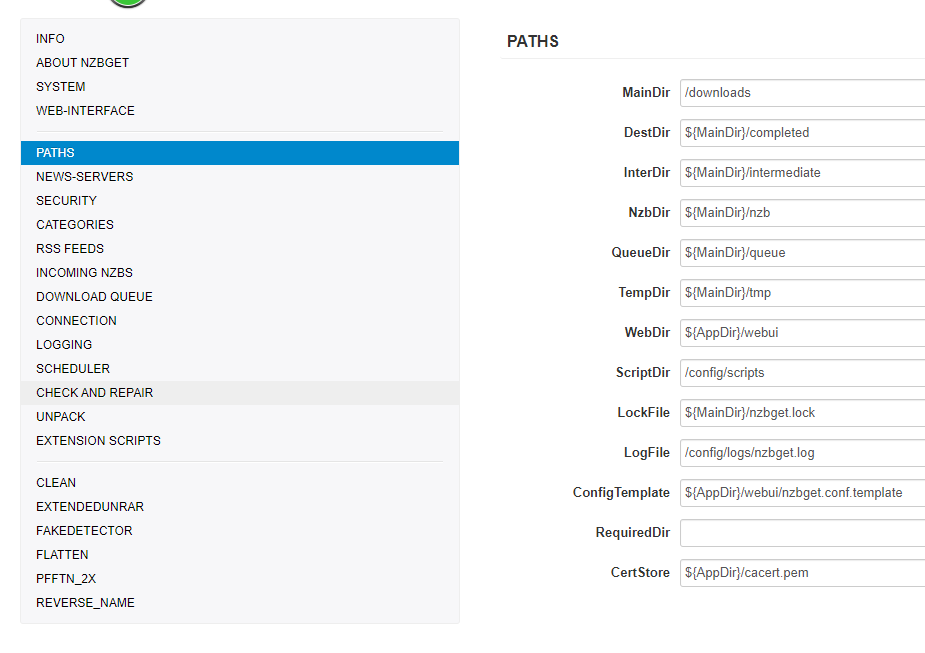 INFO
ABOUT NZBGET
SYSTEM
WEB-INTERFACE
PATHS
NEWS-SERVERS
SECURITY
CATEGORIES
RSS FEEDS
INCOMING NZBS
DOWNLOAD QUEUE
CONNECTION
LOGGING
SCHEDULER
CHECK AND REPAIR
UNPACK
EXTENSION SCRIPTS
CLEAN
EXTENDEDUNRAR
FAKEDETECTOR
FLATTEN
PFFTN_2X
REVERSE_NAME
PATHS
MainDir /downloads
DestDir ${MainDir}/completed
InterDir ${MainDir}/intermediate
NzbDir ${MainDir}/nzb
QueueDir ${MainDir}/queue
TempDir ${MainDir}/tmp
WebDir ${AppDir}/webui
ScriptDir /config/scripts
LockFile ${MainDir}/nzbget.lock
LogFile /config/logs/nzbget.log
ConfigTemplate ${AppDir}/webui/nzbget.conf.template
RequiredDir
CertStore ${AppDir}/cacert.pem